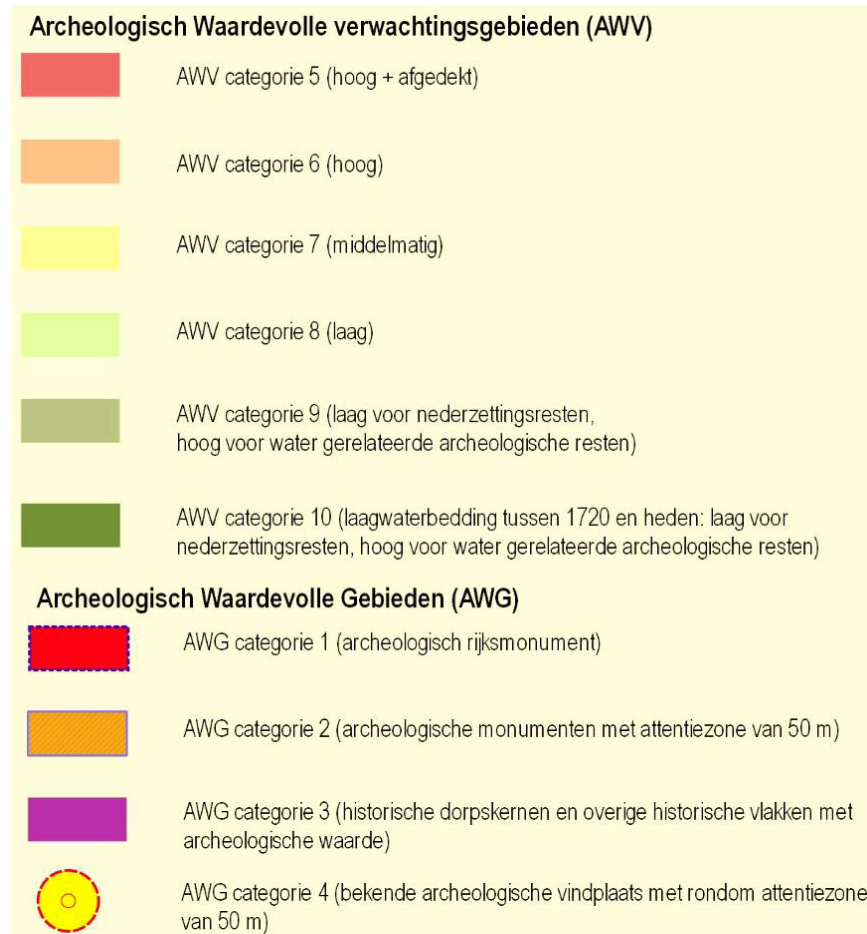 Archeologisch Waardevolle verwachtingsgebieden (AWV)
AWV categorie 5 (hoog + afgedekt)
AWV categorie 6 (hoog)
AWV categorie 7 (middelmatig)
AWV categorie 8 (laag)
AWV categorie 9 (laag voor nederzettingsresten,
hoog voor water gerelateerde archeologische resten)
AWV categorie 10 (laagwaterbedding tussen 1720 en heden: laag voor
nederzettingsresten, hoog voor water gerelateerde archeologische resten)
Archeologisch Waardevolle Gebieden (AWG)
AWG categorie 1 (archeologisch rijksmonument)
AWG categorie 2 (archeologische monumenten met attentiezone van 50 m)
AWG categorie 3 (historische dorpskernen en overige historische vlakken met
archeologische waarde)
AWG categorie 4 (bekende archeologische vindplaats met rondom attentiezone
van 50 m)